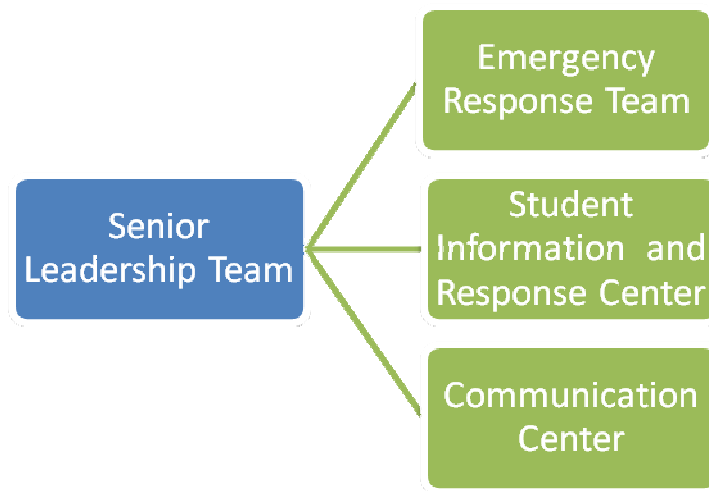 Emergency
Response Team
Senior
Leadership Team
Student
Information and
Response Center
Communication
Center